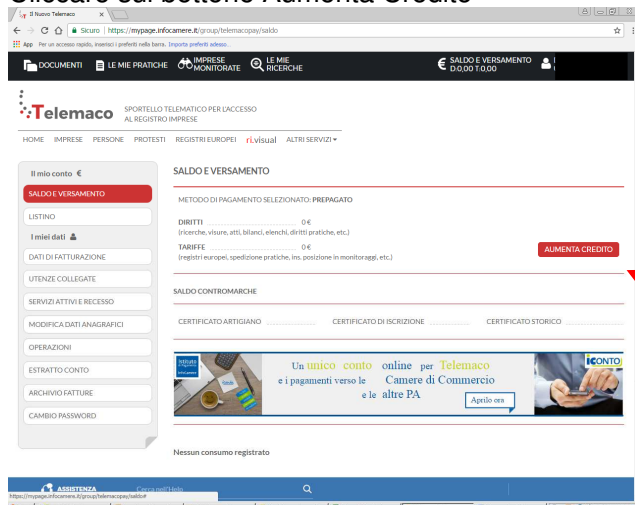 Cliccare sul bottone Aumenta Credito
Il Nuovo Telemaco
Sicuro | https://mypage.infocamere.it/group/telemacopay/saldo
App Per un accesso rapido, inserisci i preferiti nella barra. Importa preferiti adesso...
DOCUMENTI LE MIE PRATICHE IMPRESE MONITORATE LE MIE RICERCHE € SALDO E VERSAMENTO D:0,00 T:0,00
Telemaco SPORTELLO TELEMATICO PER L'ACCESSO
AL REGISTRO IMPRESE
HOME IMPRESE PERSONE PROTESTI REGISTRI EUROPEI ri.visual ALTRI SERVIZI
Il mio conto €
SALDO E VERSAMENTO
LISTINO
I miei dati
DATI DI FATTURAZIONE
UTENZE COLLEGATE
SERVIZI ATTIVI E RECESSO
MODIFICA DATI ANAGRAFICI
OPERAZIONI
ESTRATTO CONTO
ARCHIVIO FATTURE
CAMBIO PASSWORD
SALDO E VERSAMENTO
METODO DI PAGAMENTO SELEZIONATO: PREPAGATO
DIRITTI 0 €
(ricerche, visure, atti, bilanci, elenchi, diritti pratiche, etc.)
TARIFFE 0 €
(registri europei, spedizione pratiche, ins. posizione in monitoraggi, etc.)
AUMENTA CREDITO
SALDO CONTROMARCHE
CERTIFICATO ARTIGIANO CERTIFICATO DI ISCRIZIONE CERTIFICATO STORICO
Un unico conto online per Telemaco
e i pagamenti verso le Camere di Commercio
e le altre PA
Aprilo ora
ICONTO
Nessun consumo registrato
ASSISTENZA Cerca nell'Help
https://mypage.infocamere.it/group/telemacopay/saldo#